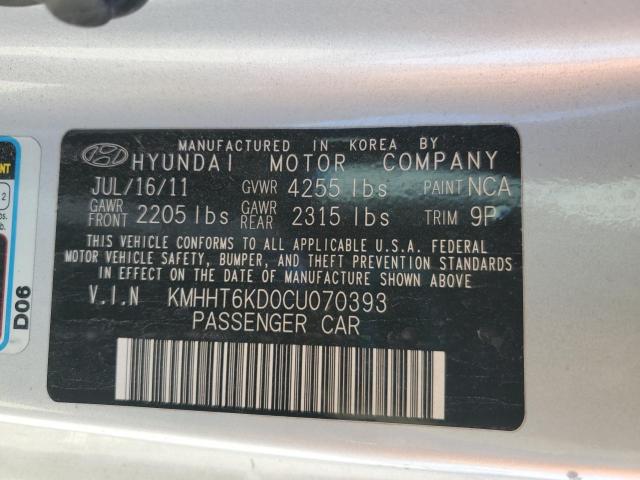 MANUFACTURED IN KOREA BY
HYUNDAI MOTOR COMPANY
JUL/16/11 GVWR 4255 lbs PAINT NCA
GAWR FRONT 2205 lbs GAWR REAR 2315 lbs TRIM 9P
THIS VEHICLE CONFORMS TO ALL APPLICABLE U.S.A. FEDERAL
MOTOR VEHICLE SAFETY, BUMPER, AND THEFT PREVENTION STANDARDS
IN EFFECT ON THE DATE OF MANUFACTURE SHOWN ABOVE
V.I.N KMHHT6KD0CU070393
PASSENGER CAR
2
D06